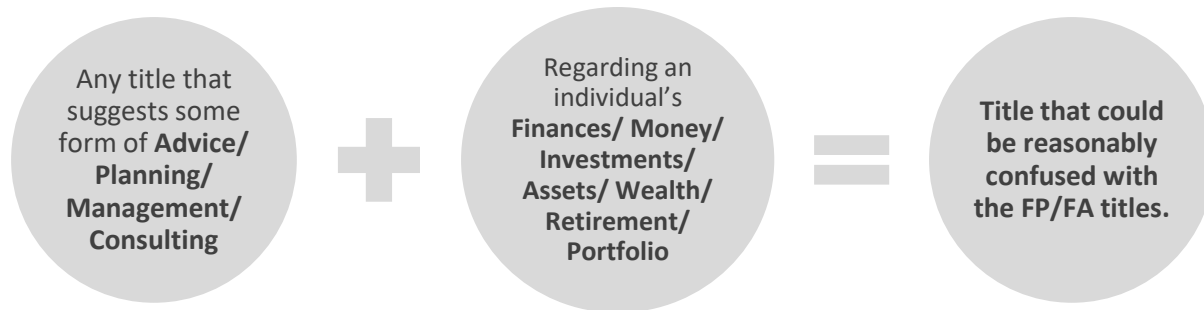 Any title that
suggests some
form of Advice/
Planning/
Management/
Consulting
Regarding an
individual’s
Finances/ Money/
Investments/
Assets/ Wealth/
Retirement/
Portfolio
Title that could
be reasonably
confused with
the FP/FA titles.